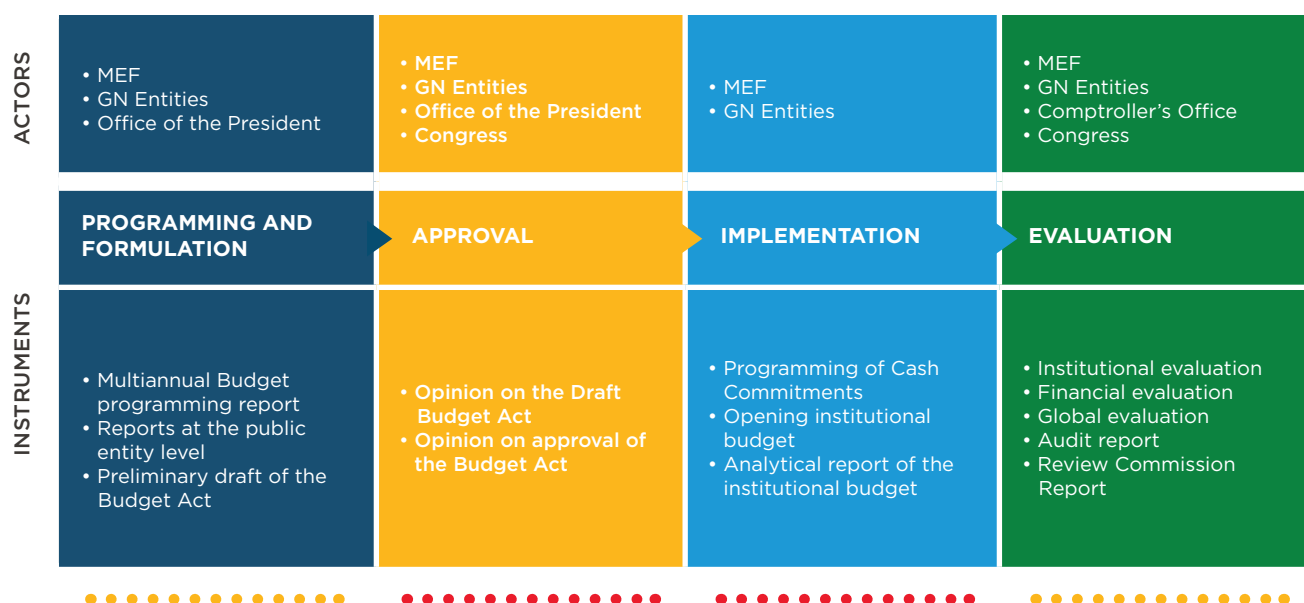 ACTORS
• MEF
• GN Entities
• Office of the President
• MEF
• GN Entities
• Office of the President
• Congress
• MEF
• GN Entities
• MEF
• GN Entities
• Comptroller’s Office
• Congress
PROGRAMMING AND
FORMULATION
APPROVAL
IMPLEMENTATION
EVALUATION
INSTRUMENTS
• Multiannual Budget
programming report
• Reports at the public
entity level
• Preliminary draft of the
Budget Act
• Opinion on the Draft
Budget Act
• Opinion on approval of
the Budget Act
• Programming of Cash
Commitments
• Opening institutional
budget
• Analytical report of the
institutional budget
• Institutional evaluation
• Financial evaluation
• Global evaluation
• Audit report
• Review Commission
Report